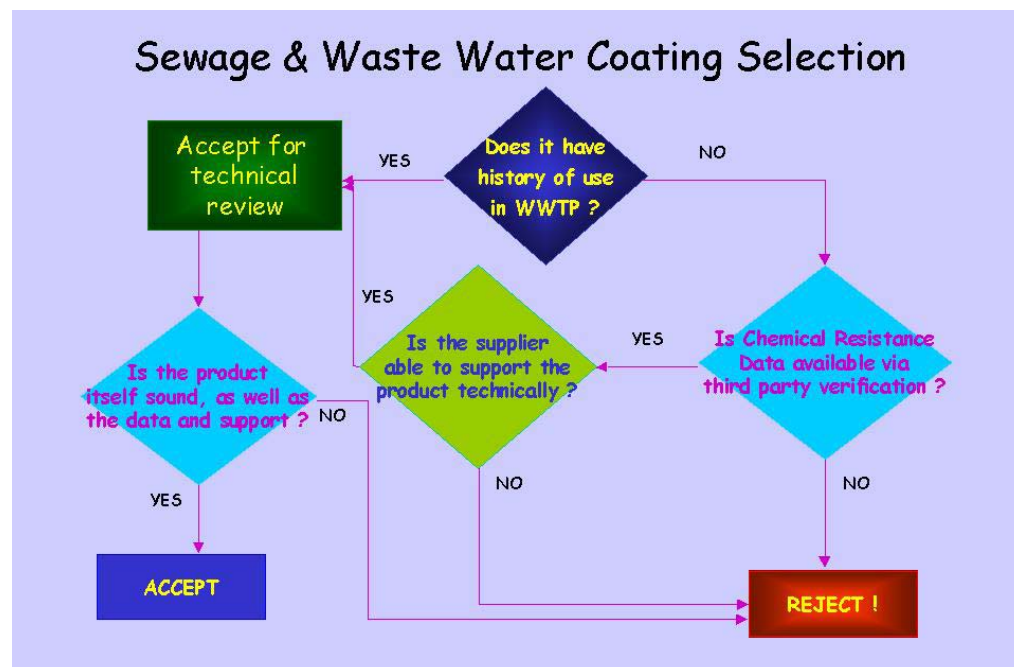 Sewage & Waste Water Coating Selection
Accept for
technical
review
YES
Does it have
history of use
in WWTP ?
NO
YES
Is the supplier
able to support the
product technically ?
YES
Is Chemical Resistance
Data available via
third party verification ?
Is the product
itself sound, as well as
the data and support ?
NO
YES
NO
NO
ACCEPT
REJECT !